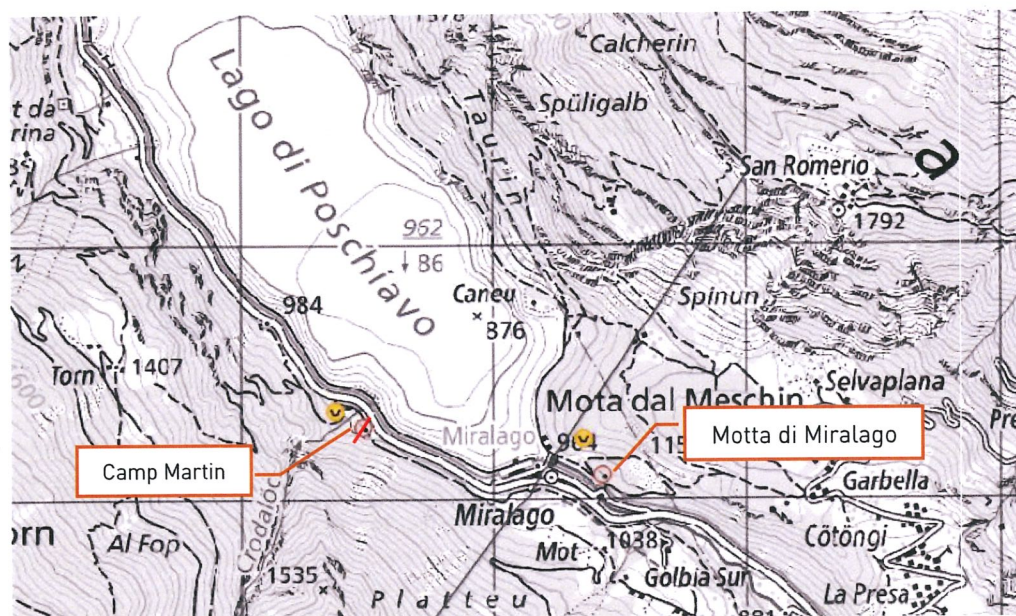 Calcherin
Lago di Poschiavo
Taurin
Spüligalb
San Romerio
a
1792
962
86
Caneu
876
Spinun
984
Torn
1407
Selvaplana
Mota dal Meschin
Miralago
Camp Martin
Motta di Miralago
Garbella
Miralago
Al Fop
Mot
1038
Cötöngi
Golbia Sur
1535
Platteu
La Presa